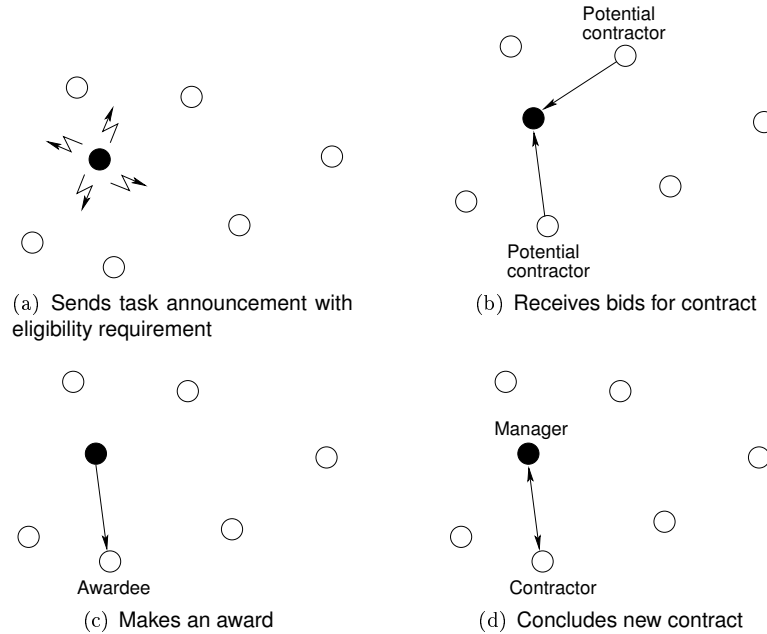 Potential
contractor
Potential
contractor
(a) Sends task announcement with
eligibility requirement
(b) Receives bids for contract
Manager
Awardee
Contractor
(c) Makes an award
(d) Concludes new contract